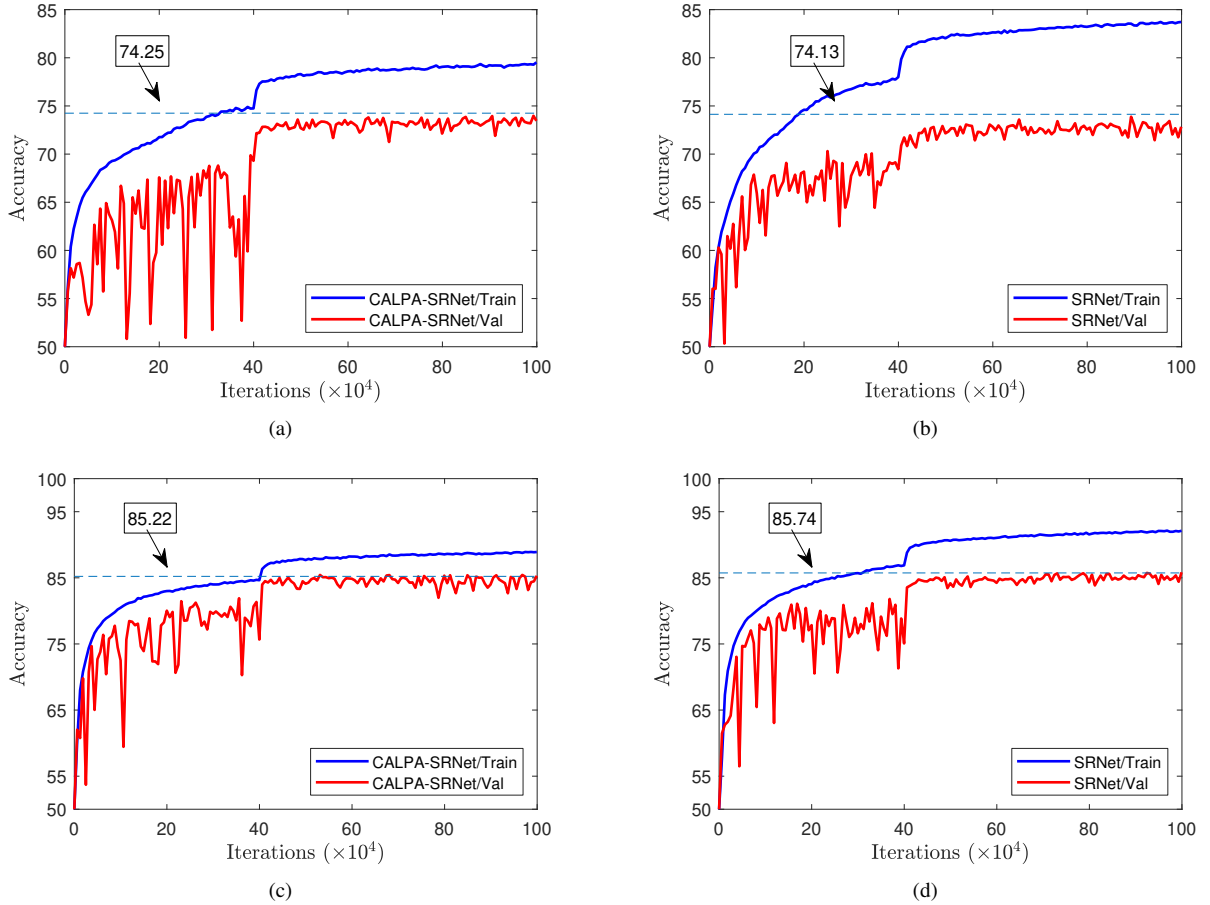 85
80
75
70
65
60
55
50
Accuracy
74.25
CALPA-SRNet/Train
CALPA-SRNet/Val
0 20 40 60 80 100
Iterations (×10⁴)
(a)
85
80
75
70
65
60
55
50
Accuracy
74.13
SRNet/Train
SRNet/Val
0 20 40 60 80 100
Iterations (×10⁴)
(b)
100
95
85
75
65
55
50
Accuracy
85.22
CALPA-SRNet/Train
CALPA-SRNet/Val
0 20 40 60 80 100
Iterations (×10⁴)
(c)
100
95
85
75
65
55
50
Accuracy
85.74
SRNet/Train
SRNet/Val
0 20 40 60 80 100
Iterations (×10⁴)
(d)